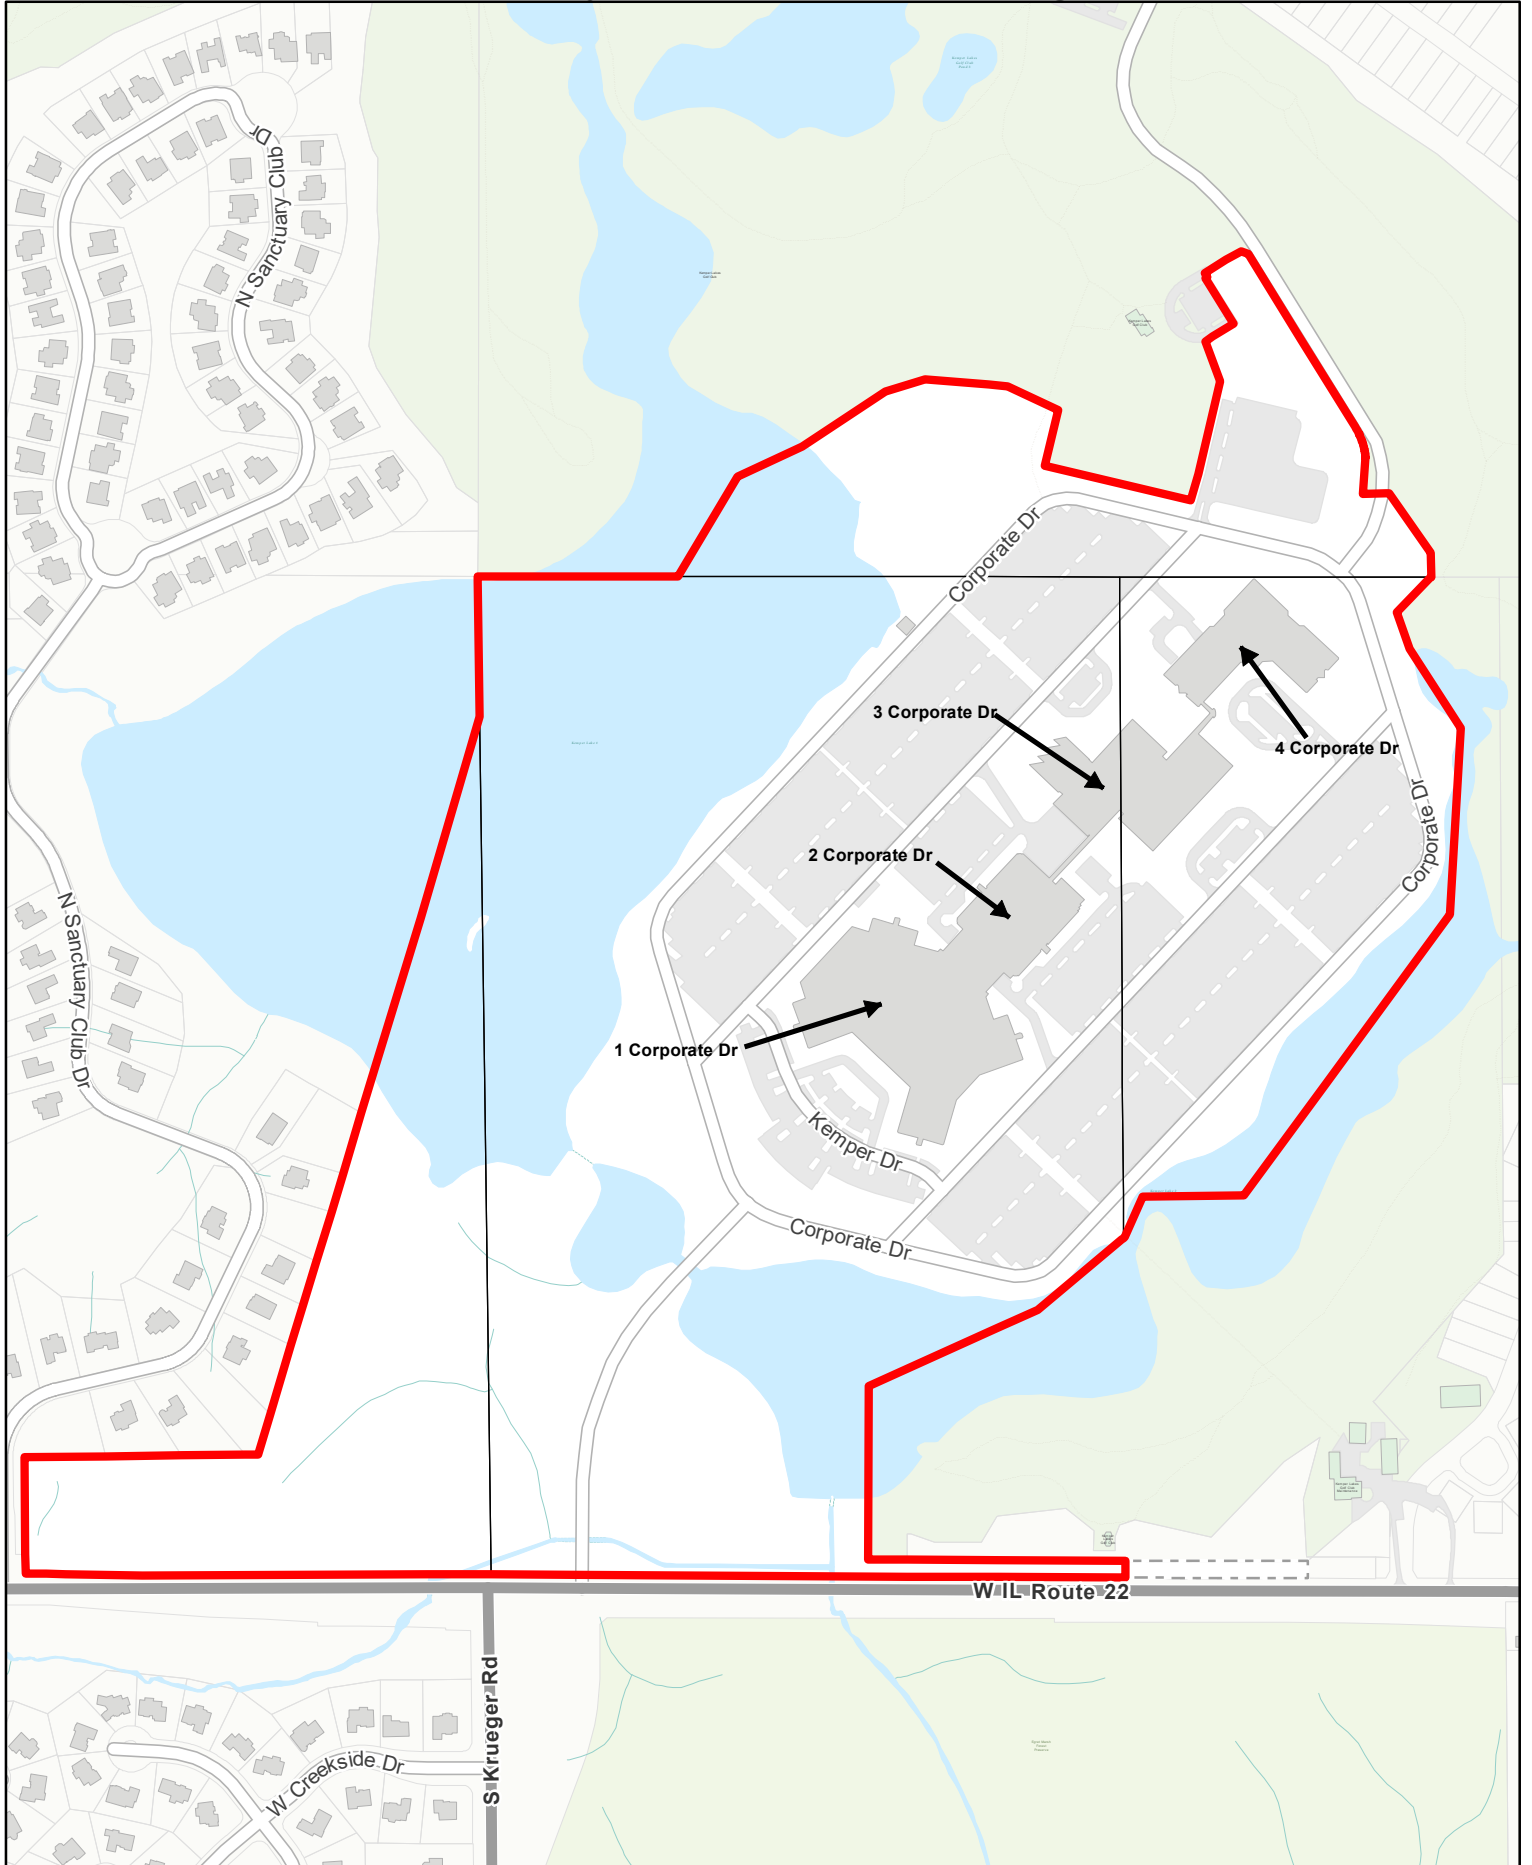 N Sanctuary Club Dr
Corporate Dr
3 Corporate Dr
4 Corporate Dr
Corporate Dr
2 Corporate Dr
N Sanctuary Club Dr
1 Corporate Dr
Kemper Dr
Corporate Dr
W IL Route 22
S Krueger Rd
W Creekside Dr